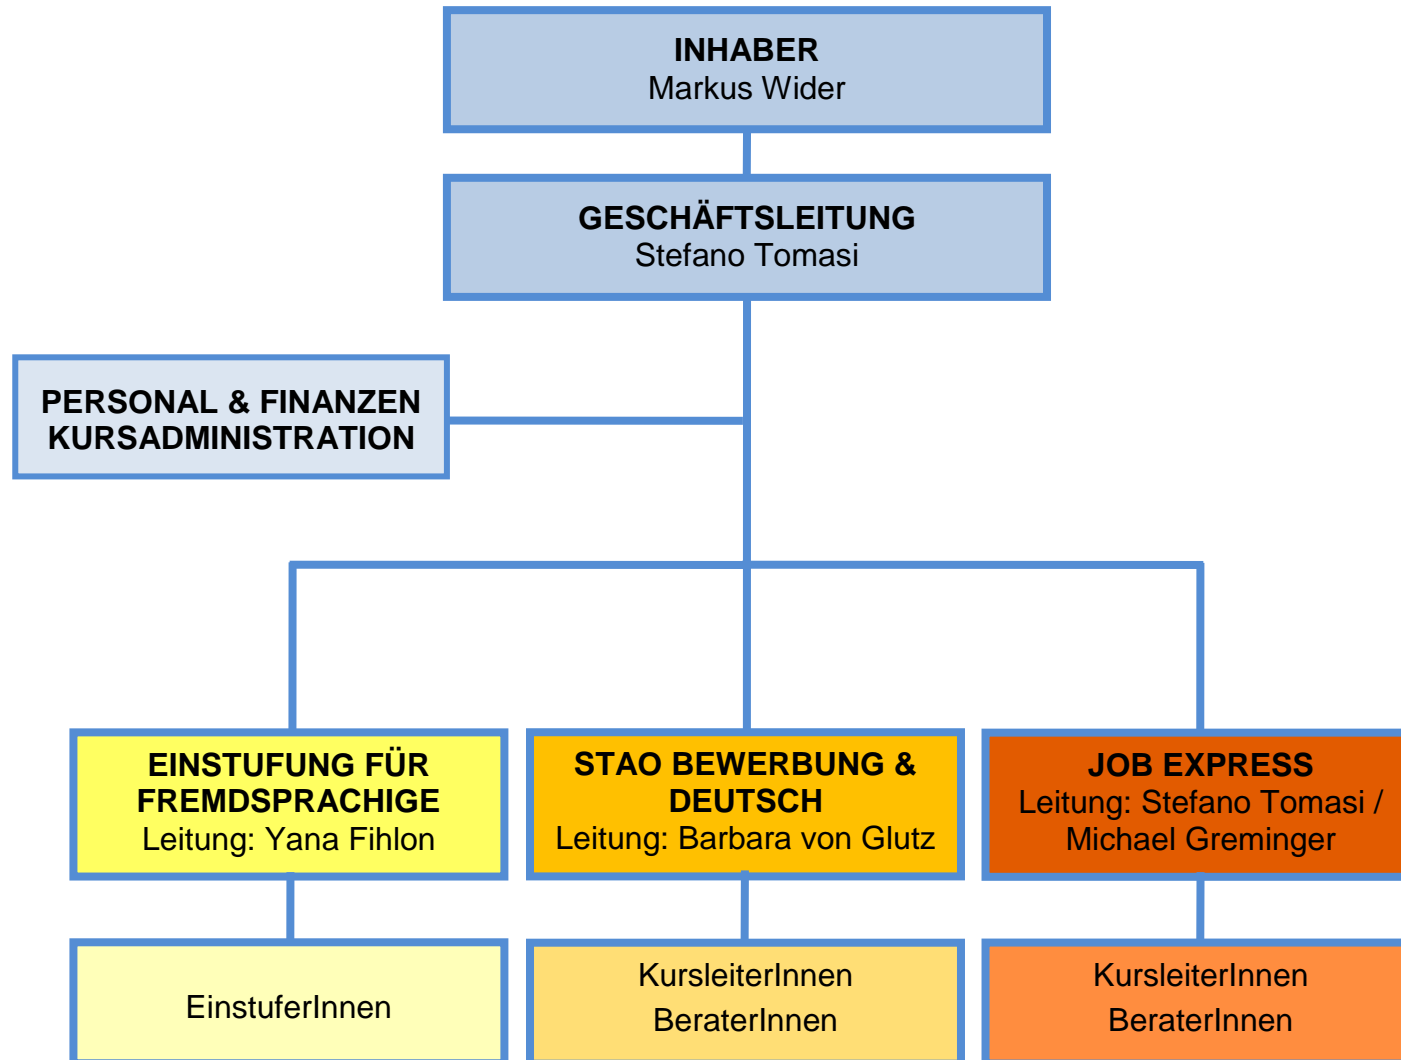 INHABER
Markus Wider
GESCHÄFTSLEITUNG
Stefano Tomasi
PERSONAL & FINANZEN
KURSADMINISTRATION
EINSTUFUNG FÜR
FREMDSPRACHIGE
Leitung: Yana Fihlon
STAO BEWERBUNG &
DEUTSCH
Leitung: Barbara von Glutz
JOB EXPRESS
Leitung: Stefano Tomasi /
Michael Greminger
EinstuferInnen
KursleiterInnen
BeraterInnen
KursleiterInnen
BeraterInnen